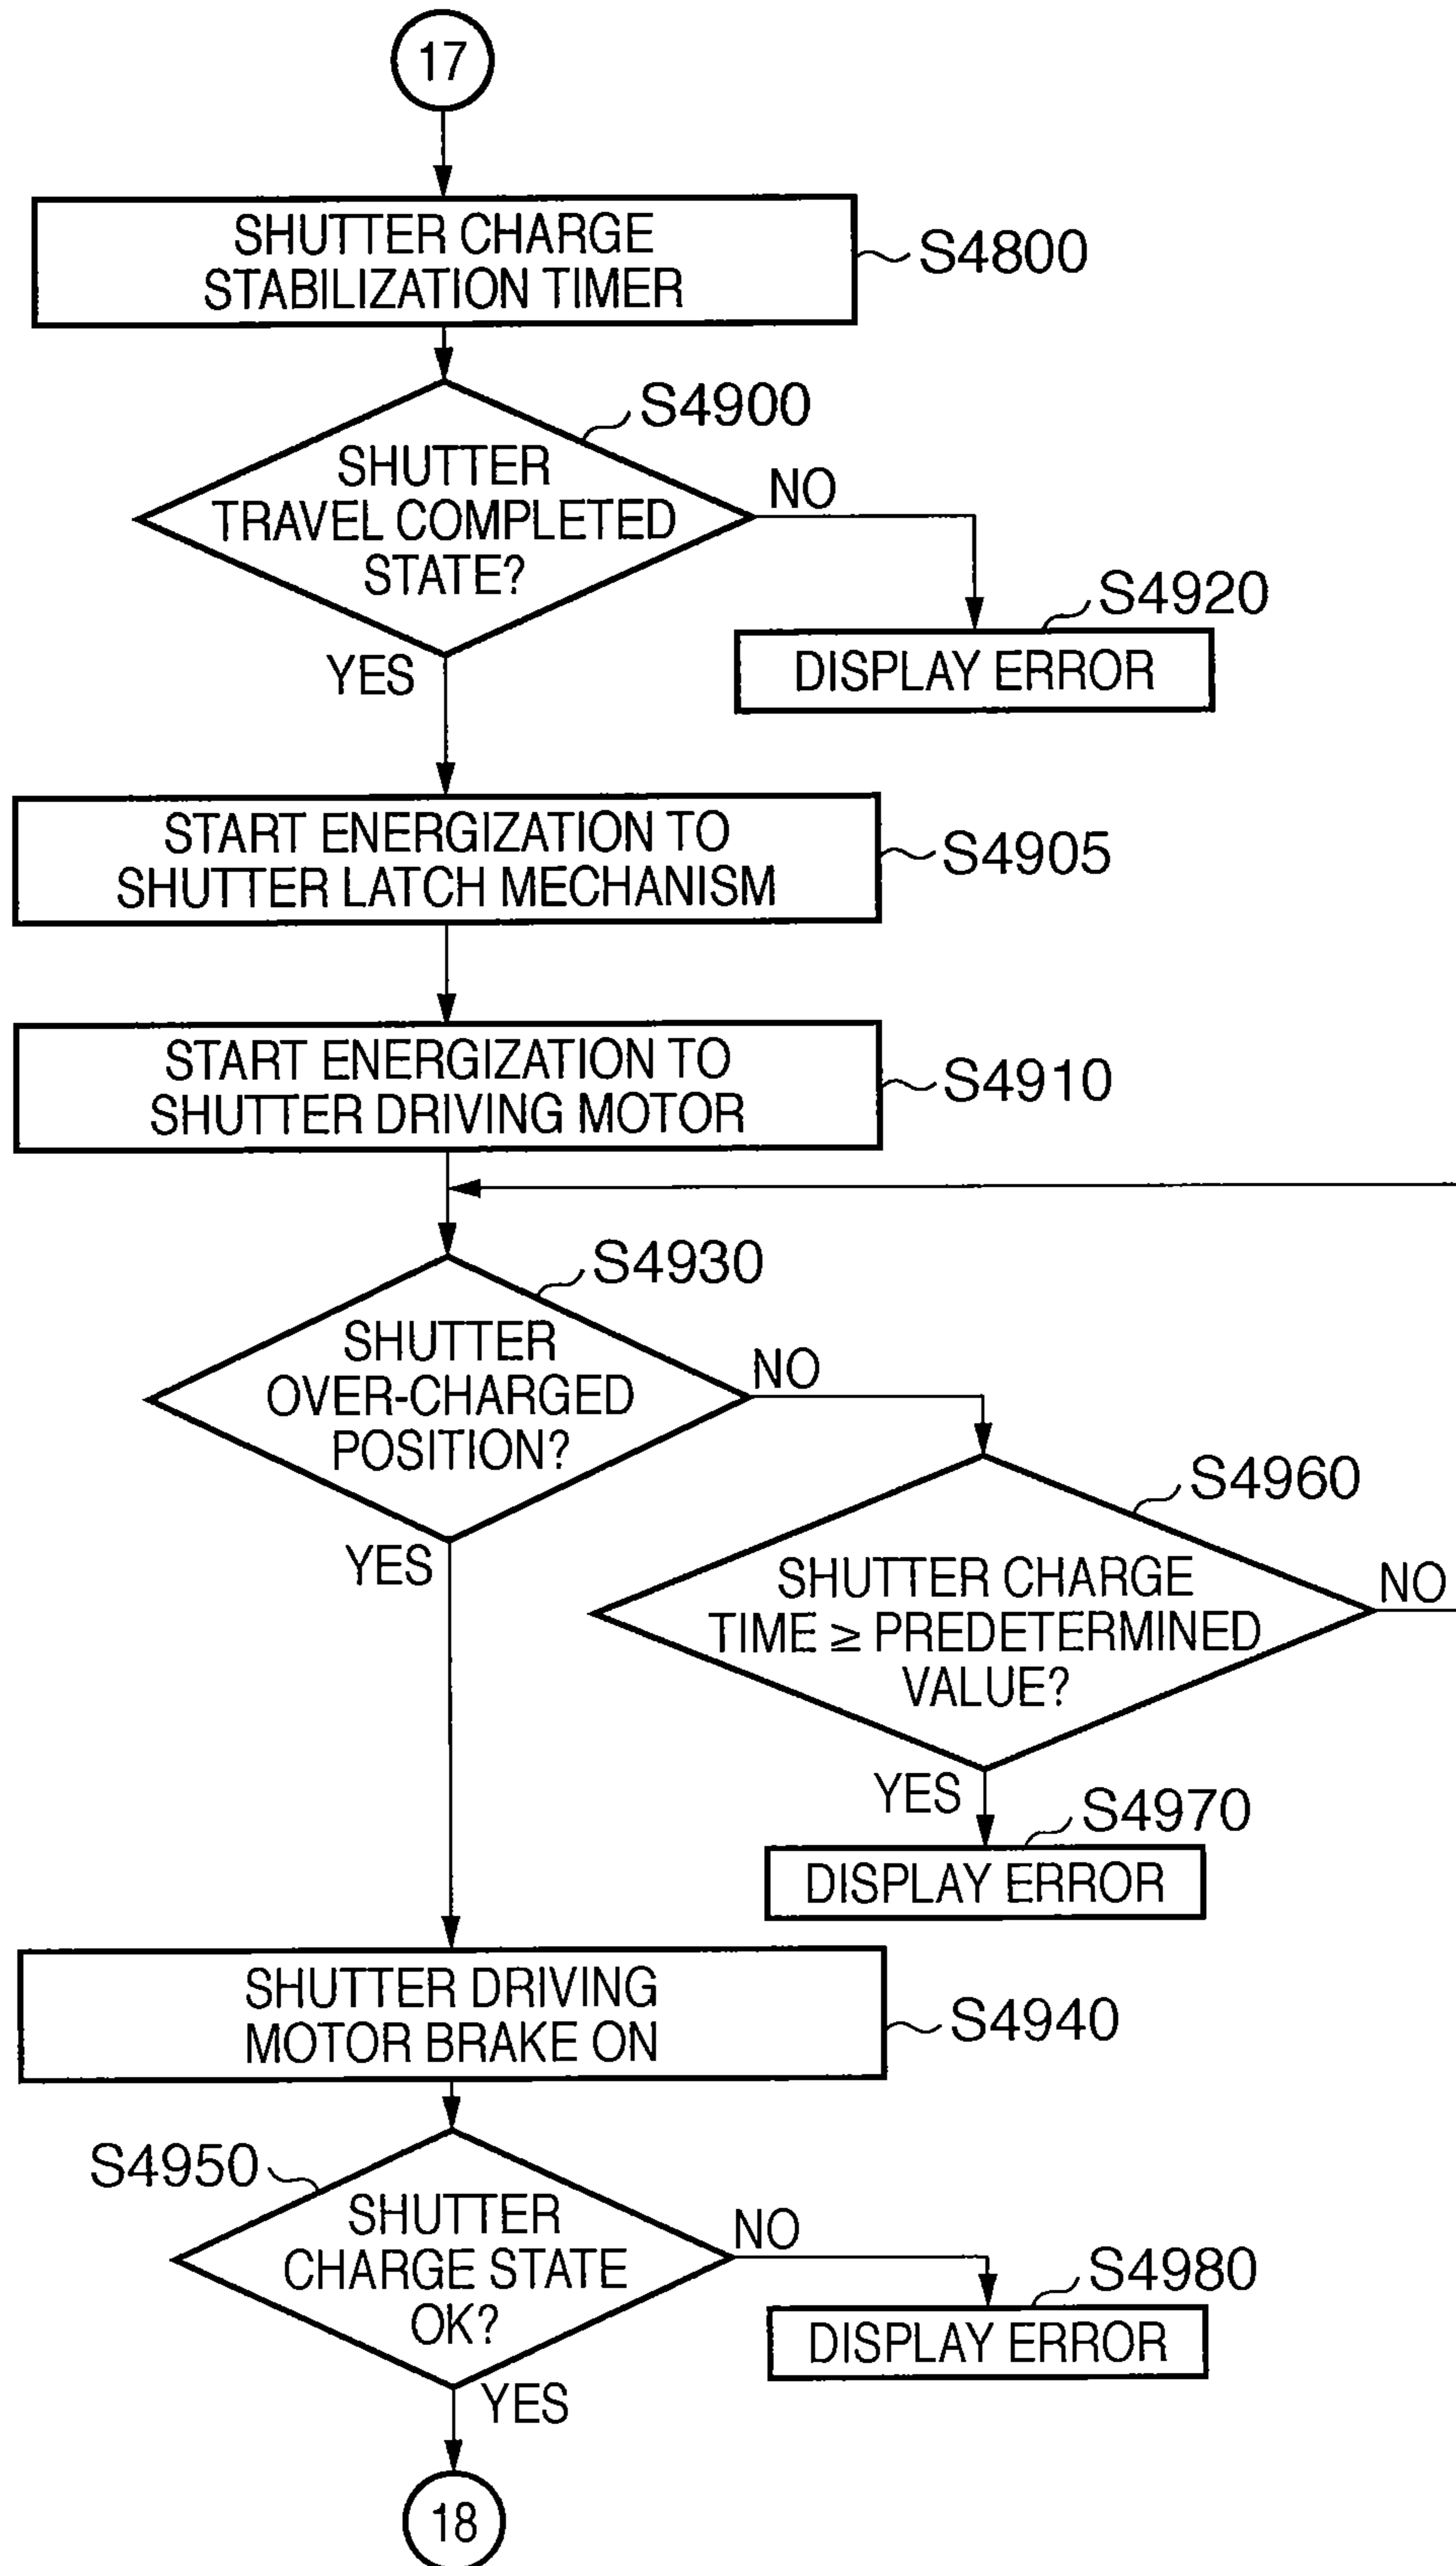 17
SHUTTER CHARGE
STABILIZATION TIMER
S4800
S4900
SHUTTER
TRAVEL COMPLETED
STATE?
NO
YES
S4920
DISPLAY ERROR
START ENERGIZATION TO
SHUTTER LATCH MECHANISM
S4905
START ENERGIZATION TO
SHUTTER DRIVING MOTOR
S4910
S4930
SHUTTER
OVER-CHARGED
POSITION?
NO
YES
S4960
SHUTTER CHARGE
TIME ≥ PREDETERMINED
VALUE?
NO
YES
S4970
DISPLAY ERROR
SHUTTER DRIVING
MOTOR BRAKE ON
S4940
S4950
SHUTTER
CHARGE STATE
OK?
NO
S4980
DISPLAY ERROR
YES
18